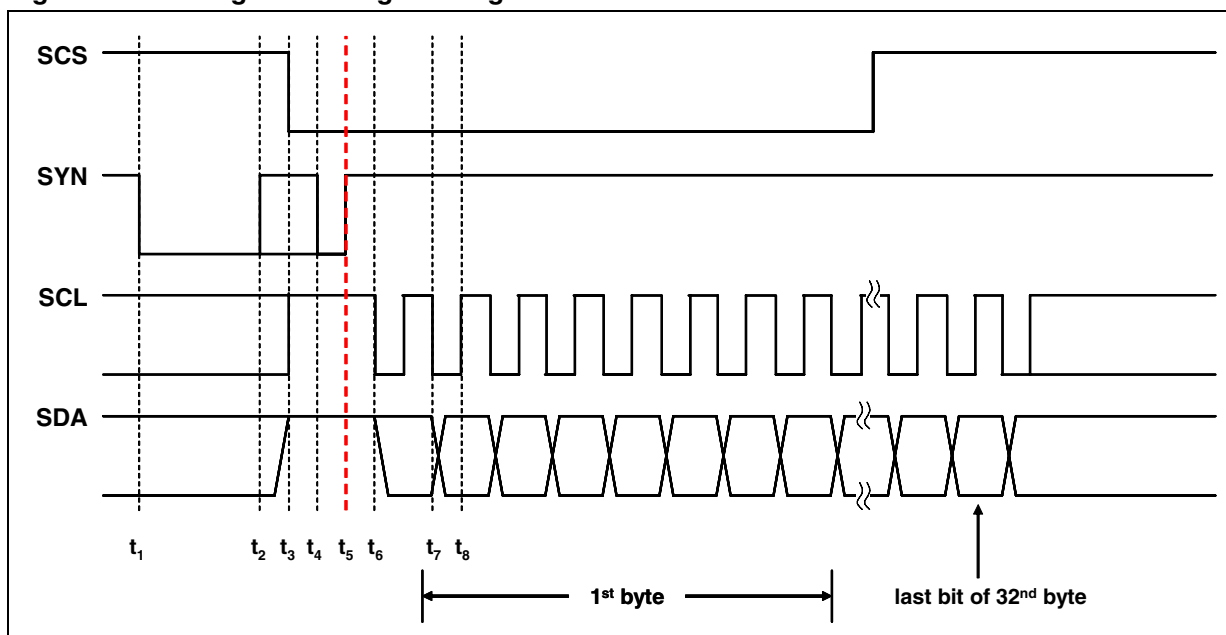 SCS
SYN
SCL
SDA
t1 t2 t3 t4 t5 t6 t7 t8
1st byte
last bit of 32nd byte